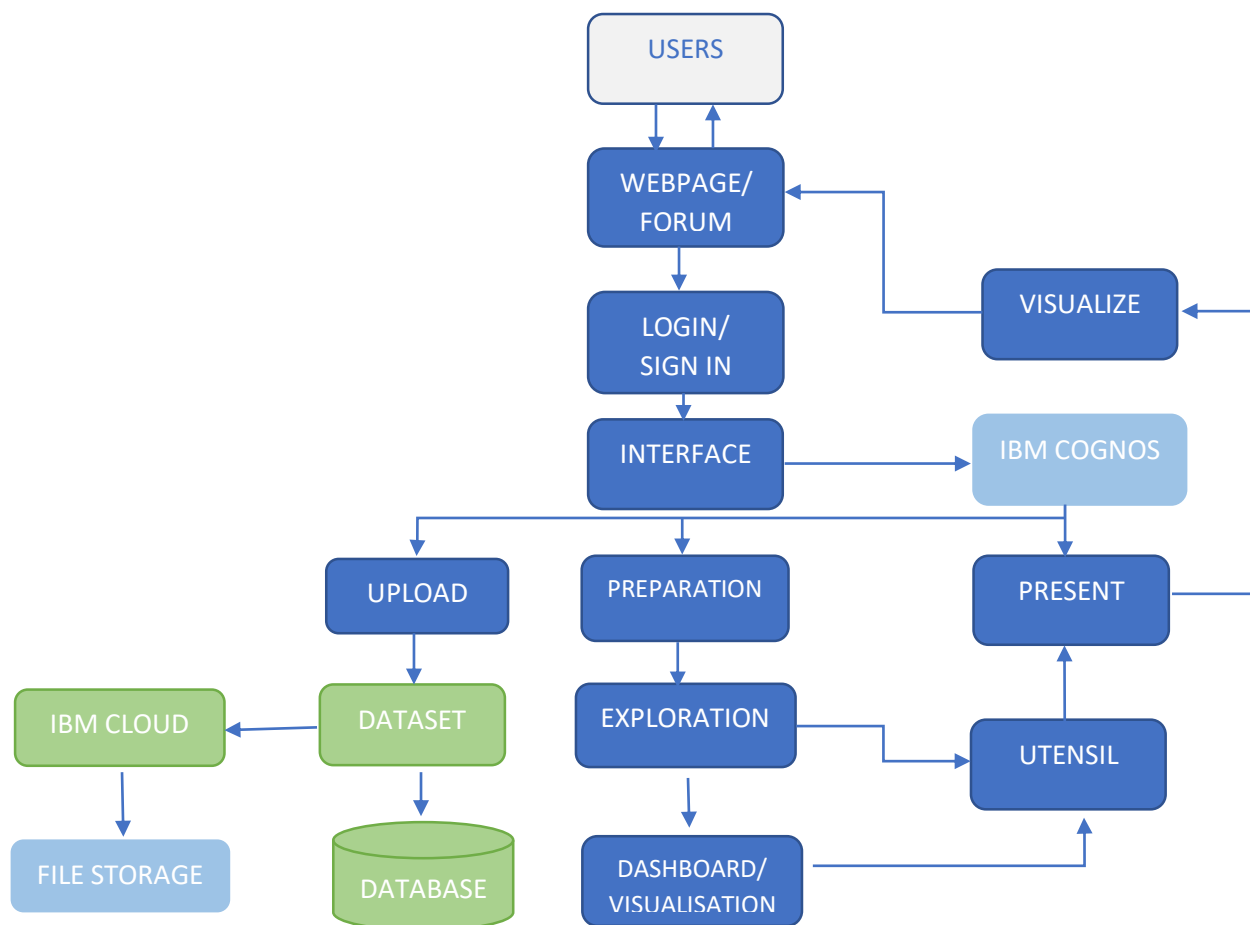 USERS
WEBPAGE/
FORUM
VISUALIZE
LOGIN/
SIGN IN
INTERFACE
IBM COGNOS
UPLOAD
PREPARATION
PRESENT
IBM CLOUD
DATASET
EXPLORATION
UTENSIL
FILE STORAGE
DATABASE
DASHBOARD/
VISUALISATION